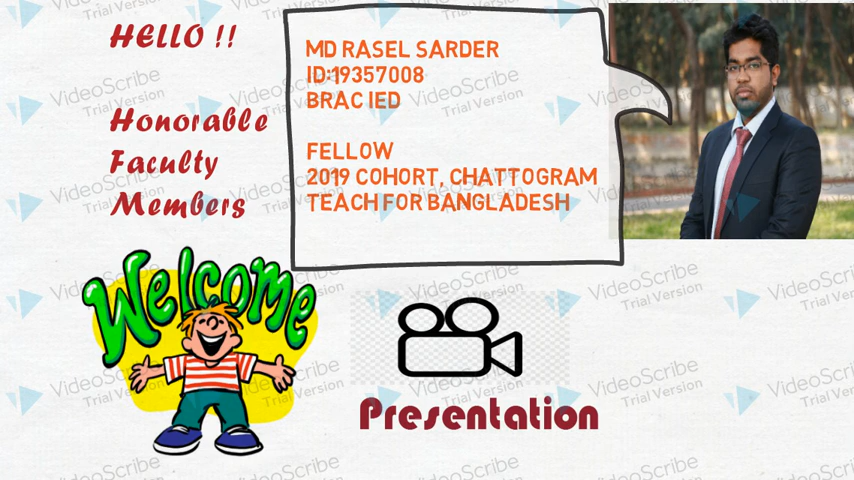 HELLO !!
Honorable
Faculty
Members
MD RASEL SARDER
ID:19357008
BRAC IED
FELLOW
2019 COHORT, CHATTOGRAM
TEACH FOR BANGLADESH
Welcome
Presentation
VideoScribe
Trial Version